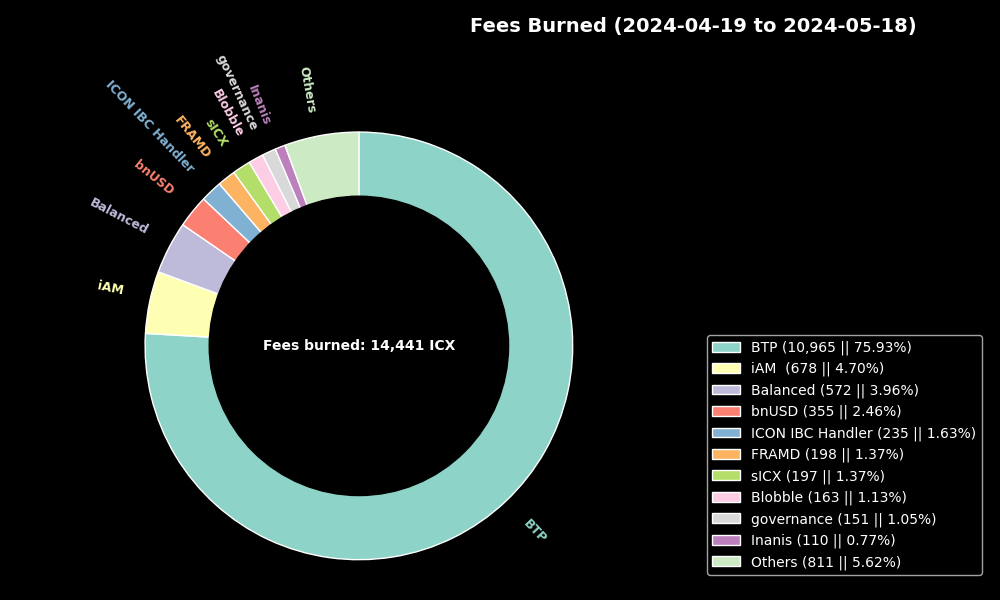 Fees Burned (2024-04-19 to 2024-05-18)
Others
Inanis
governance
Blobble
sICX
FRAMD
ICON IBC Handler
bnUSD
Balanced
iAM
Fees burned: 14,441 ICX
BTP
BTP (10,965 || 75.93%)
iAM  (678 || 4.70%)
Balanced (572 || 3.96%)
bnUSD (355 || 2.46%)
ICON IBC Handler (235 || 1.63%)
FRAMD (198 || 1.37%)
sICX (197 || 1.37%)
Blobble (163 || 1.13%)
governance (151 || 1.05%)
Inanis (110 || 0.77%)
Others (811 || 5.62%)